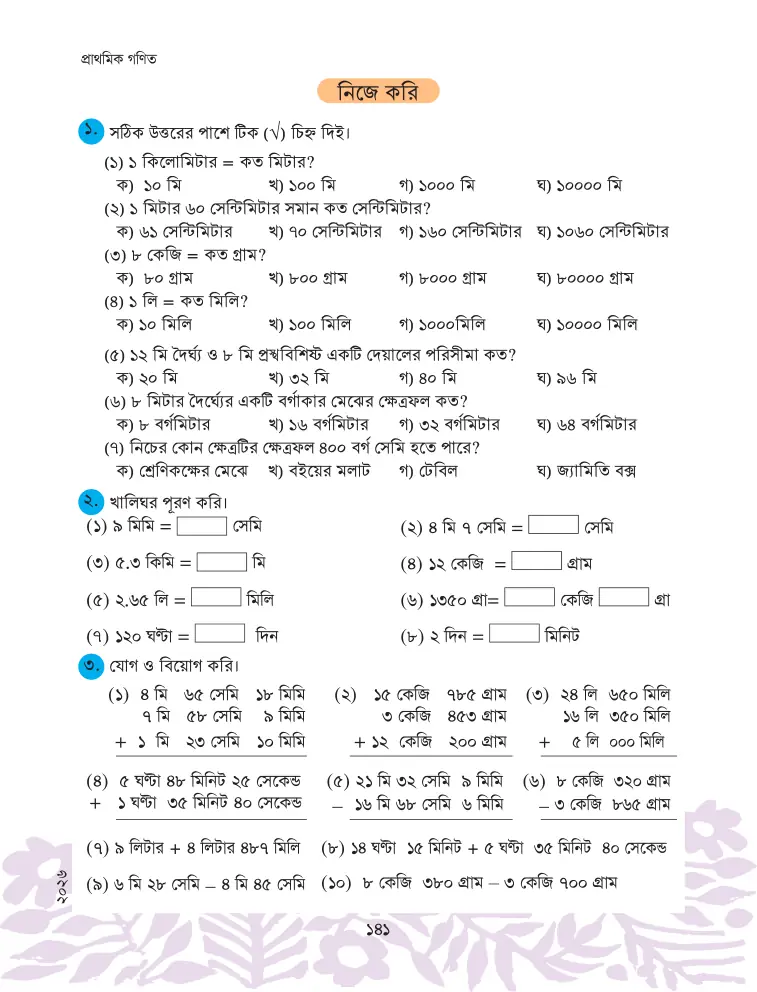 প্রাথমিক গণিত
নিজে করি
১. সঠিক উত্তরের পাশে টিক (√) চিহ্ন দিই।
(১) ১ কিলোমিটার = কত মিটার?
ক) ১০ মি খ) ১০০ মি গ) ১০০০ মি ঘ) ১০০০০ মি
(২) ১ মিটার ৬০ সেন্টিমিটার সমান কত সেন্টিমিটার?
ক) ৬১ সেন্টিমিটার খ) ৭০ সেন্টিমিটার গ) ১৬০ সেন্টিমিটার ঘ) ১০৬০ সেন্টিমিটার
(৩) ৮ কেজি = কত গ্রাম?
ক) ৮০ গ্রাম খ) ৮০০ গ্রাম গ) ৮০০০ গ্রাম ঘ) ৮০০০০ গ্রাম
(৪) ১ লি = কত মিলি?
ক) ১০ মিলি খ) ১০০ মিলি গ) ১০০০মিলি ঘ) ১০০০০ মিলি
(৫) ১২ মি দৈর্ঘ্য ও ৮ মি প্রস্থবিশিষ্ট একটি দেয়ালের পরিসীমা কত?
ক) ২০ মি খ) ৩২ মি গ) ৪০ মি ঘ) ৯৬ মি
(৬) ৮ মিটার দৈর্ঘ্যের একটি বর্গাকার মেঝের ক্ষেত্রফল কত?
ক) ৮ বর্গমিটার খ) ১৬ বর্গমিটার গ) ৩২ বর্গমিটার ঘ) ৬৪ বর্গমিটার
(৭) নিচের কোন ক্ষেত্রটির ক্ষেত্রফল ৪০০ বর্গ সেমি হতে পারে?
ক) শ্রেণিকক্ষের মেঝে খ) বইয়ের মলাট গ) টেবিল ঘ) জ্যামিতি বক্স
২. খালিঘর পূরণ করি।
(১) ৯ মিমি = সেমি (২) ৪ মি ৭ সেমি = সেমি
(৩) ৫.৩ কিমি = মি (৪) ১২ কেজি = গ্রাম
(৫) ২.৬৫ লি = মিলি (৬) ১৩৫০ গ্রা= কেজি গ্রা
(৭) ১২০ ঘণ্টা = দিন (৮) ২ দিন = মিনিট
৩. যোগ ও বিয়োগ করি।
(১) ৪ মি ৬৫ সেমি ১৮ মিমি (২) ১৫ কেজি ৭৮৫ গ্রাম (৩) ২৪ লি ৬৫০ মিলি
৭ মি ৫৮ সেমি ৯ মিমি ৩ কেজি ৪৫৩ গ্রাম ১৬ লি ৩৫০ মিলি
+ ১ মি ২৩ সেমি ১০ মিমি + ১২ কেজি ২০০ গ্রাম + ৫ লি ০০০ মিলি
(৪) ৫ ঘণ্টা ৪৮ মিনিট ২৫ সেকেন্ড (৫) ২১ মি ৩২ সেমি ৯ মিমি (৬) ৮ কেজি ৩২০ গ্রাম
+ ১ ঘণ্টা ৩৫ মিনিট ৪০ সেকেন্ড – ১৬ মি ৬৮ সেমি ৬ মিমি – ৩ কেজি ৮৬৫ গ্রাম
(৭) ৯ লিটার + ৪ লিটার ৪৮৭ মিলি (৮) ১৪ ঘণ্টা ১৫ মিনিট + ৫ ঘণ্টা ৩৫ মিনিট ৪০ সেকেন্ড
(৯) ৬ মি ২৮ সেমি – ৪ মি ৪৫ সেমি (১০) ৮ কেজি ৩৮০ গ্রাম – ৩ কেজি ৭০০ গ্রাম
২০২৬
১৪১